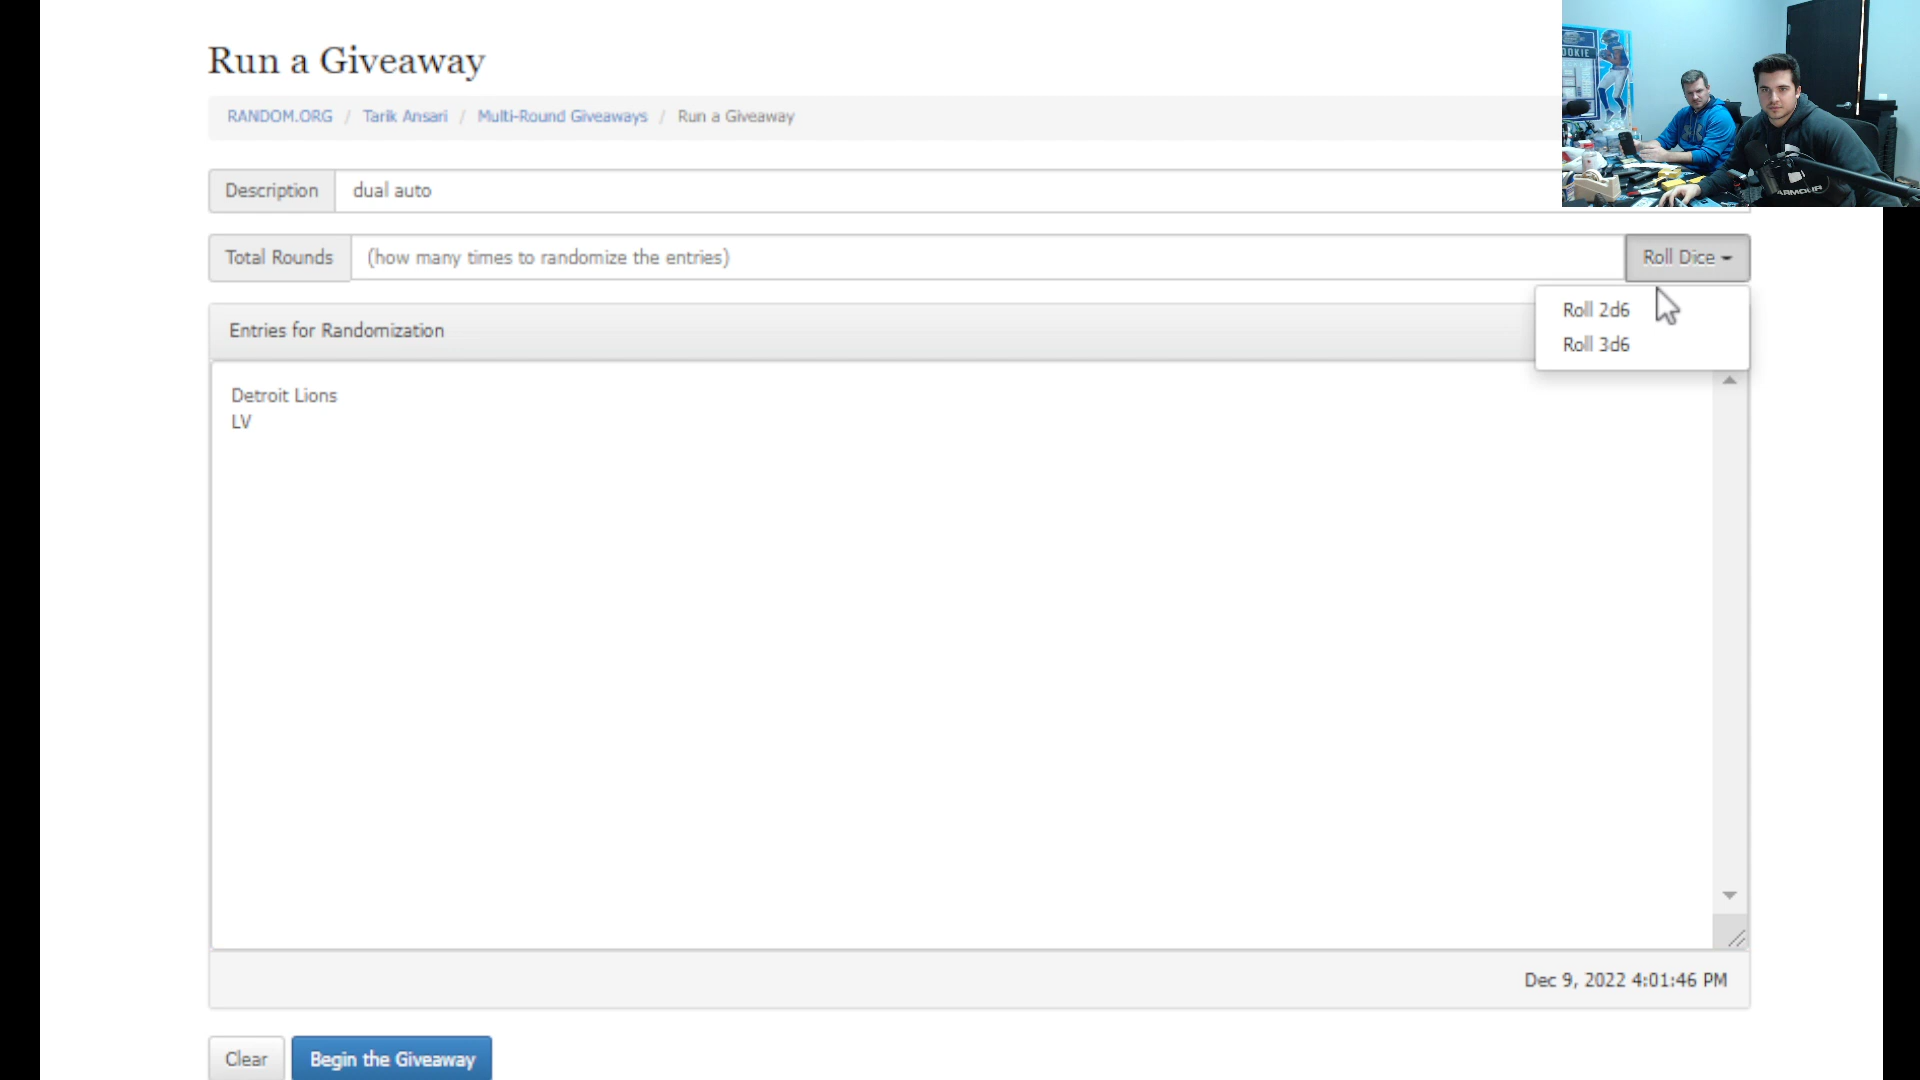 Run a Giveaway
RANDOM.ORG / Tarik Ansari / Multi-Round Giveaways / Run a Giveaway
Description dual auto
Total Rounds (how many times to randomize the entries) Roll Dice
Roll 2d6
Roll 3d6
Entries for Randomization
Detroit Lions
LV
Dec 9, 2022 4:01:46 PM
Clear Begin the Giveaway
OOKIE
ARMOUR